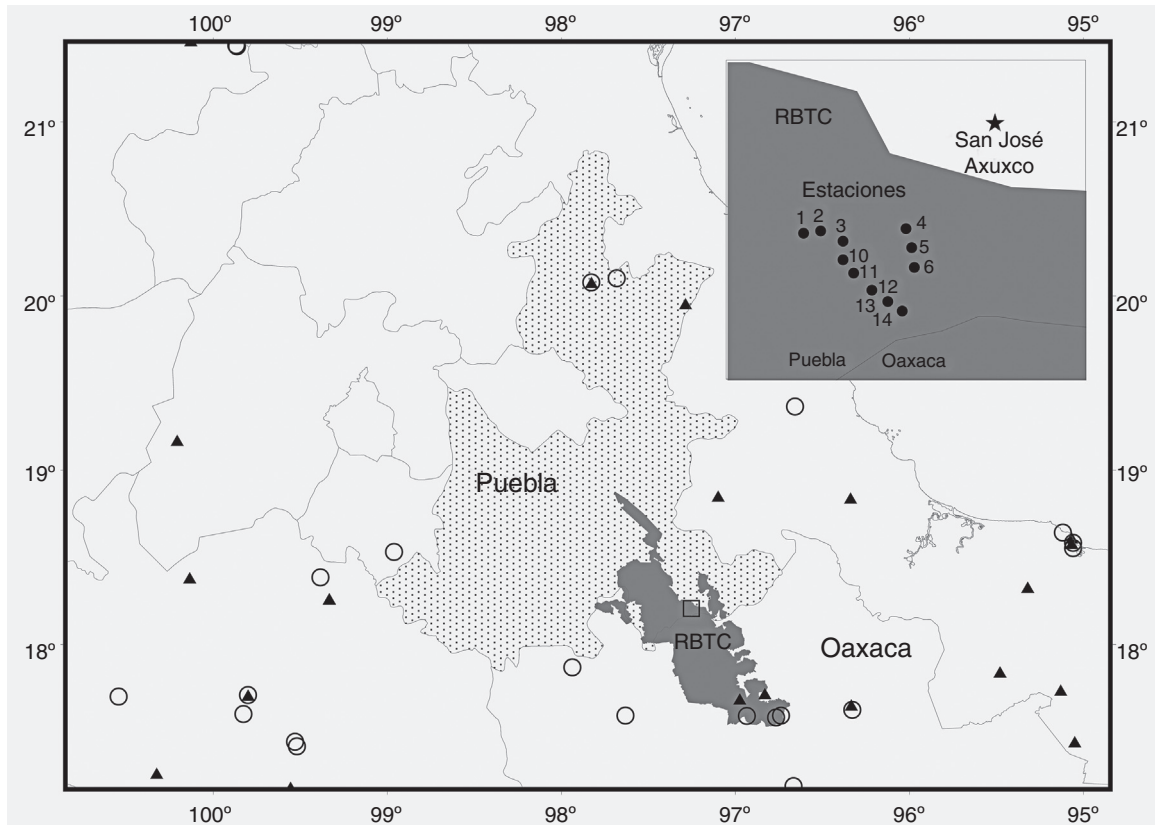 100º 99º 98º 97º 96º 95º
21º 21º
RBTC
San José
Axuxco
Estaciones
1 2 3 4
5
10 6
11
12
13
14
Puebla Oaxaca
20º 20º
19º 19º
Puebla
18º 18º
RBTC
Oaxaca
100º 99º 98º 97º 96º 95º